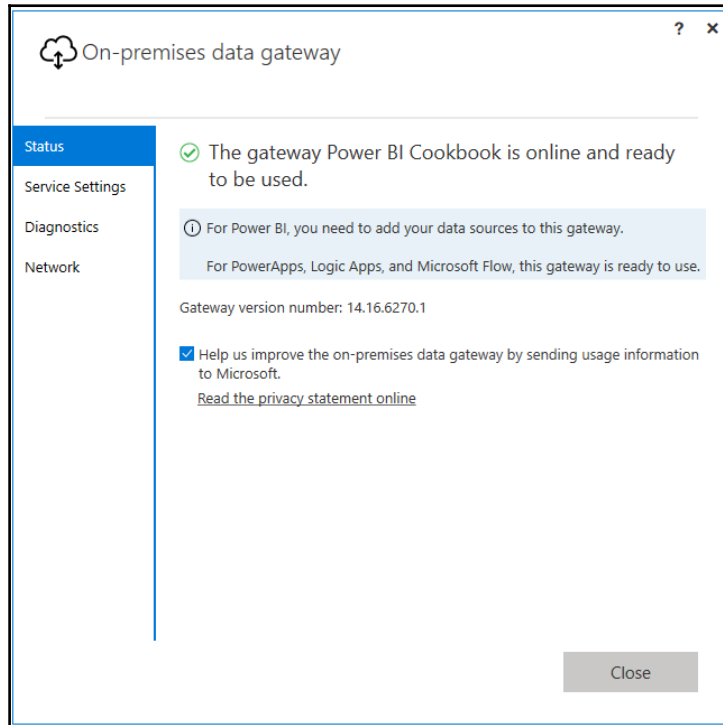 ? ×
On-premises data gateway
Status
Service Settings
Diagnostics
Network
The gateway Power BI Cookbook is online and ready
to be used.
For Power BI, you need to add your data sources to this gateway.
For PowerApps, Logic Apps, and Microsoft Flow, this gateway is ready to use.
Gateway version number: 14.16.6270.1
Help us improve the on-premises data gateway by sending usage information
to Microsoft.
Read the privacy statement online
Close